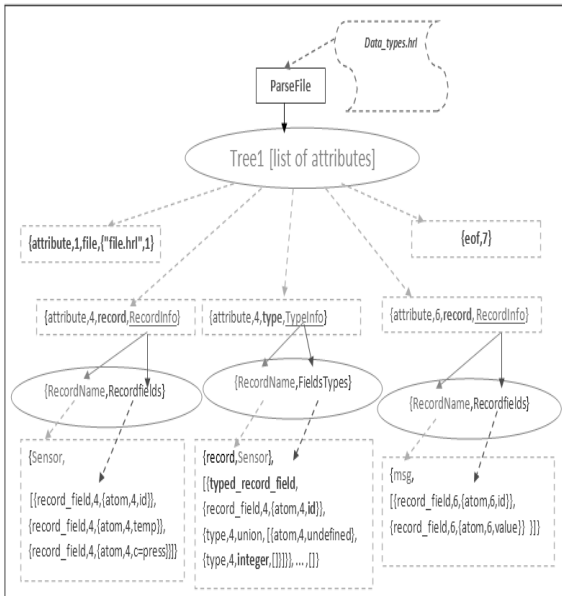 Data_types.hrl
ParseFile
Tree1 [list of attributes]
{attribute,1,file,{"file.hrl",1}
{eof,7}
{attribute,4,record,RecordInfo}
{attribute,4,type,TypeInfo}
{attribute,6,record,RecordInfo}
{RecordName,Recordfields}
{RecordName,FieldsTypes}
{RecordName,Recordfields}
{Sensor,
[{record_field,4,{atom,4,id}},
{record_field,4,{atom,4,temp}},
{record_field,4,{atom,4,c=press}}]}
{record,Sensor},
[{typed_record_field,
{record_field,4,{atom,4,id}},
{type,4,union,[{atom,4,undefined},
{type,4,integer,[]}]}}, ... ,[]}
{msg,
[{record_field,6,{atom,6,id}},
{record_field,6,{atom,6,value}} }]}